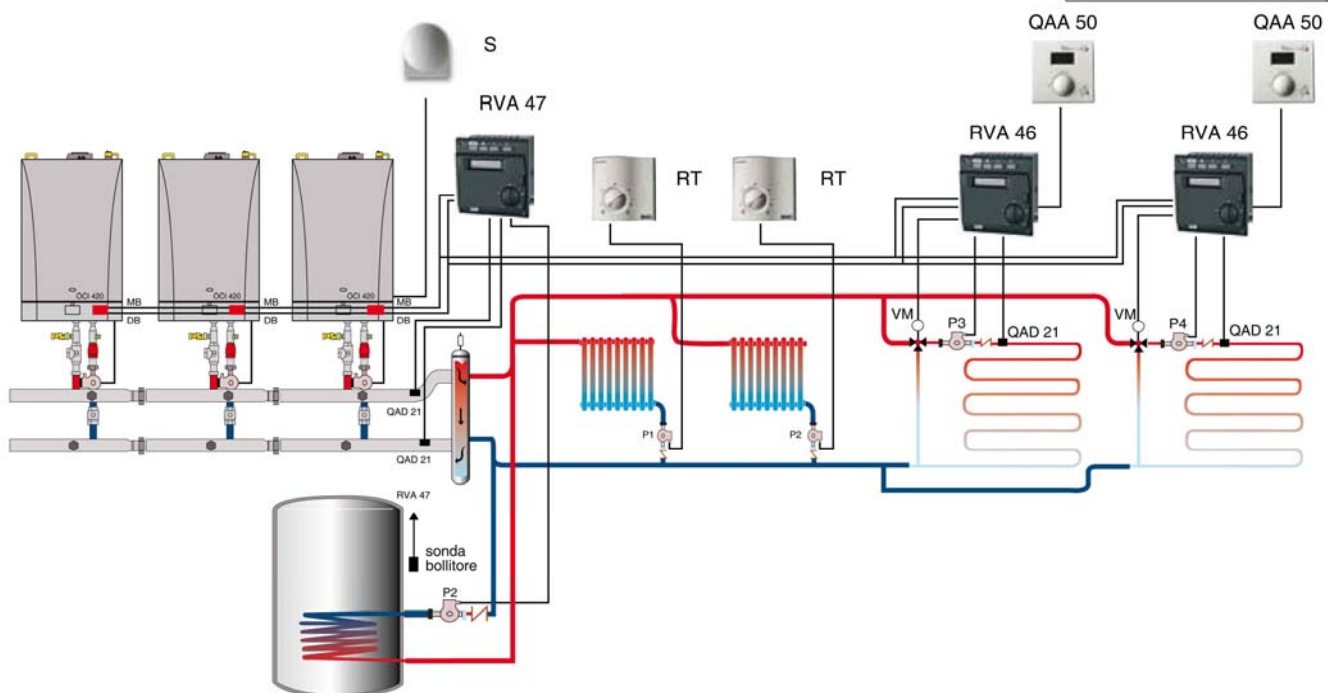 QAA 50
QAA 50
S
RVA 47
RVA 46
RVA 46
RT
RT
OCI 420
MB
DB
OCI 420
MB
DB
OCI 420
MB
DB
VM
P3
QAD 21
VM
P4
QAD 21
QAD 21
P1
P2
QAD 21
RVA 47
sonda
bollitore
P2